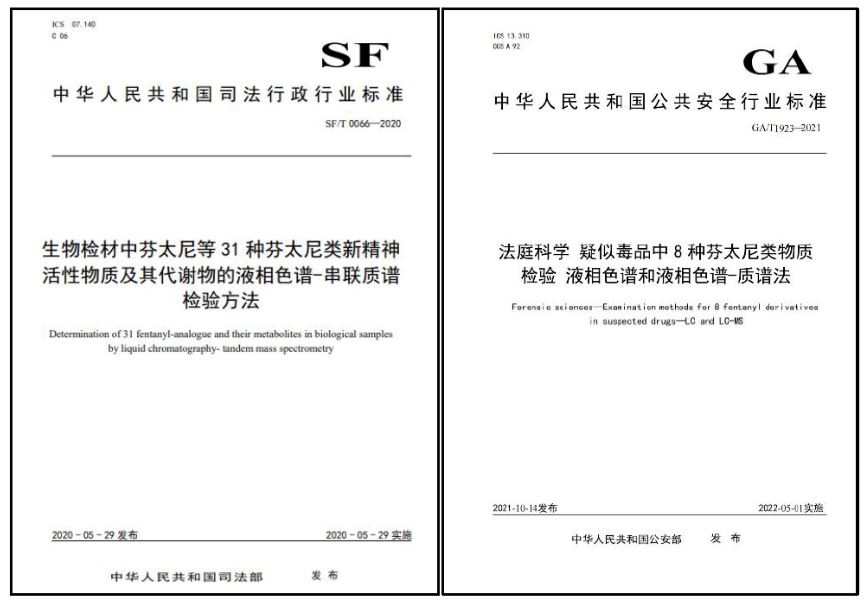 ICS 07.140
C 06
SF
中华人民共和国司法行政行业标准
SF/T 0066—2020
生物检材中芬太尼等 31 种芬太尼类新精神
活性物质及其代谢物的液相色谱-串联质谱
检验方法
Determination of 31 fentanyl-analogue and their metabolites in biological samples
by liquid chromatography- tandem mass spectrometry
2020-05-29 发布
2020-05-29 实施
中华人民共和国司法部 发 布
ICS 13.310
CCS A 92
GA
中华人民共和国公共安全行业标准
GA/T1923—2021
法庭科学 疑似毒品中 8 种芬太尼类物质
检验 液相色谱和液相色谱-质谱法
Forensic sciences—Examination methods for 8 fentanyl derivatives
in suspected drugs—LC and LC-MS
2021-10-14发布
2022-05-01实施
中华人民共和国公安部 发 布